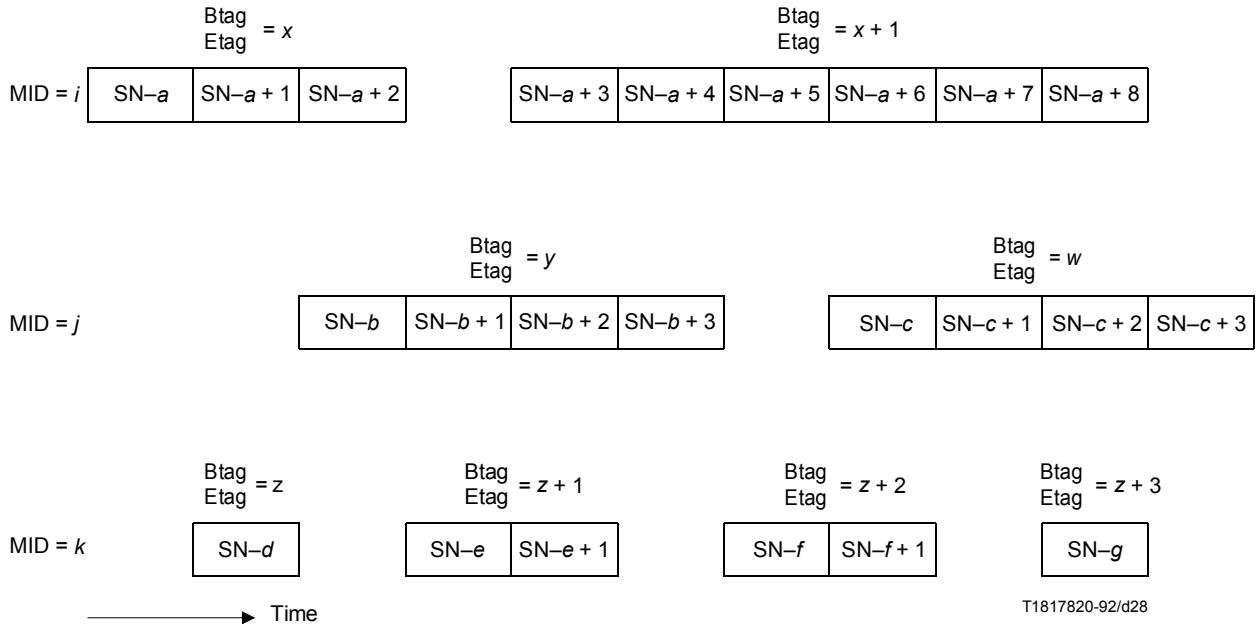 Btag
Etag = x
Btag
Etag = x + 1
MID = i SN–a SN–a + 1 SN–a + 2 SN–a + 3 SN–a + 4 SN–a + 5 SN–a + 6 SN–a + 7 SN–a + 8
Btag
Etag = y
Btag
Etag = w
MID = j SN–b SN–b + 1 SN–b + 2 SN–b + 3 SN–c SN–c + 1 SN–c + 2 SN–c + 3
Btag
Etag = z
Btag
Etag = z + 1
Btag
Etag = z + 2
Btag
Etag = z + 3
MID = k SN–d SN–e SN–e + 1 SN–f SN–f + 1 SN–g
Time
T1817820-92/d28